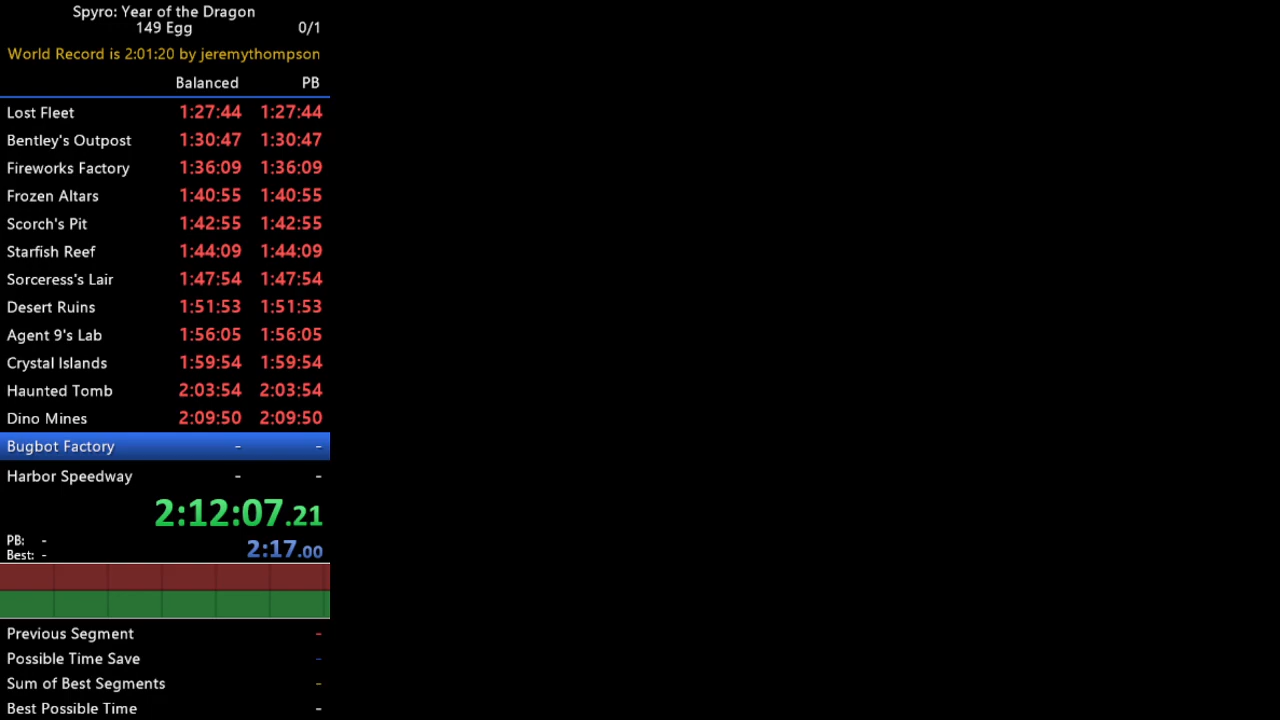 Spyro: Year of the Dragon
149 Egg 0/1
World Record is 2:01:20 by jeremythompson
Balanced PB
Lost Fleet 1:27:44 1:27:44
Bentley's Outpost 1:30:47 1:30:47
Fireworks Factory 1:36:09 1:36:09
Frozen Altars 1:40:55 1:40:55
Scorch's Pit 1:42:55 1:42:55
Starfish Reef 1:44:09 1:44:09
Sorceress's Lair 1:47:54 1:47:54
Desert Ruins 1:51:53 1:51:53
Agent 9's Lab 1:56:05 1:56:05
Crystal Islands 1:59:54 1:59:54
Haunted Tomb 2:03:54 2:03:54
Dino Mines 2:09:50 2:09:50
Bugbot Factory - -
Harbor Speedway - -
2:12:07.21
PB: -
Best: - 2:17.00
Previous Segment -
Possible Time Save -
Sum of Best Segments -
Best Possible Time -